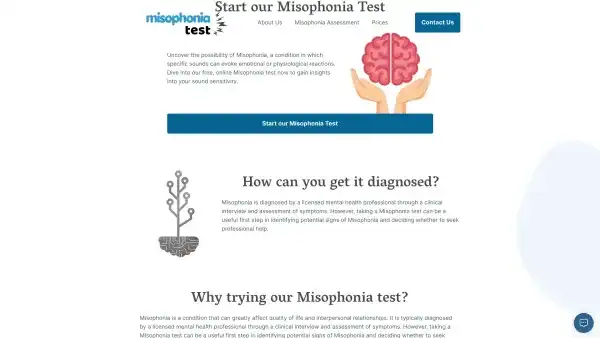 Start our Misophonia Test
misophonia
test
About Us
Misophonia Assessment
Prices
Contact Us
Uncover the possibility of Misophonia, a condition in which
specific sounds can evoke emotional or physiological reactions.
Dive into our free, online Misophonia test now to gain insights
into your sound sensitivity.
Start our Misophonia Test
How can you get it diagnosed?
Misophonia is diagnosed by a licensed mental health professional through a clinical
interview and assessment of symptoms. However, taking a Misophonia test can be a
useful first step in identifying potential signs of Misophonia and deciding whether to seek
professional help.
Why trying our Misophonia test?
Misophonia is a condition that can greatly affect quality of life and interpersonal relationships. It is typically diagnosed
by a licensed mental health professional through a clinical interview and assessment of symptoms. However, taking a
Misophonia test can be a useful first step in identifying potential signs of Misophonia and deciding whether to seek